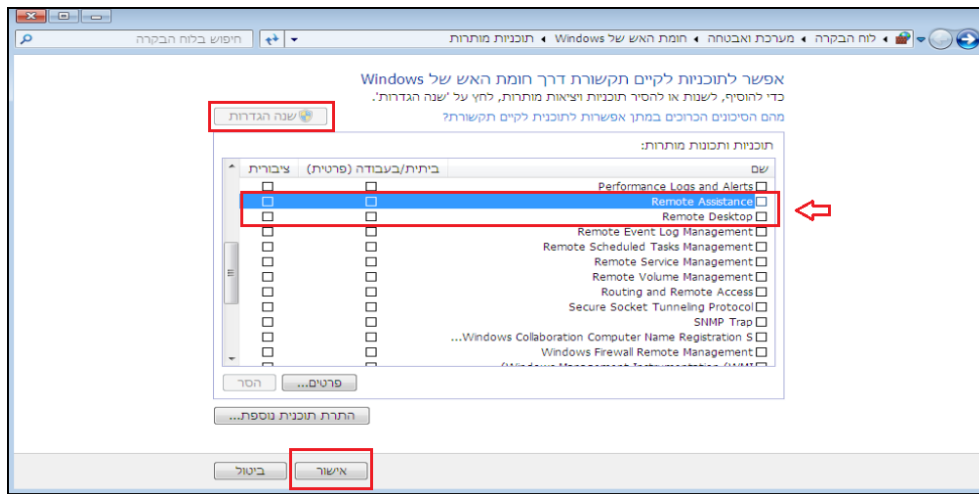 לוח הבקרה ‹ מערכת ואבטחה ‹ חומת האש של Windows ‹ תוכניות מותרות
חיפוש בלוח הבקרה
אפשר לתוכניות לקיים תקשורת דרך חומת האש של Windows
כדי להוסיף, לשנות או להסיר תוכניות ויציאות מותרות, לחץ על 'שנה הגדרות'.
מהם הסיכונים הכרוכים במתן אפשרות לתוכנית לקיים תקשורת?
שנה הגדרות
תוכניות ותכונות מותרות:
שם ביתית/בעבודה (פרטית) ציבורית
Performance Logs and Alerts
Remote Assistance
Remote Desktop
Remote Event Log Management
Remote Scheduled Tasks Management
Remote Service Management
Remote Volume Management
Routing and Remote Access
Secure Socket Tunneling Protocol
SNMP Trap
...Windows Collaboration Computer Name Registration S
Windows Firewall Remote Management
(Windows Management Instrumentation (WMI
פרטים... הסר
התרת תוכנית נוספת...
אישור ביטול